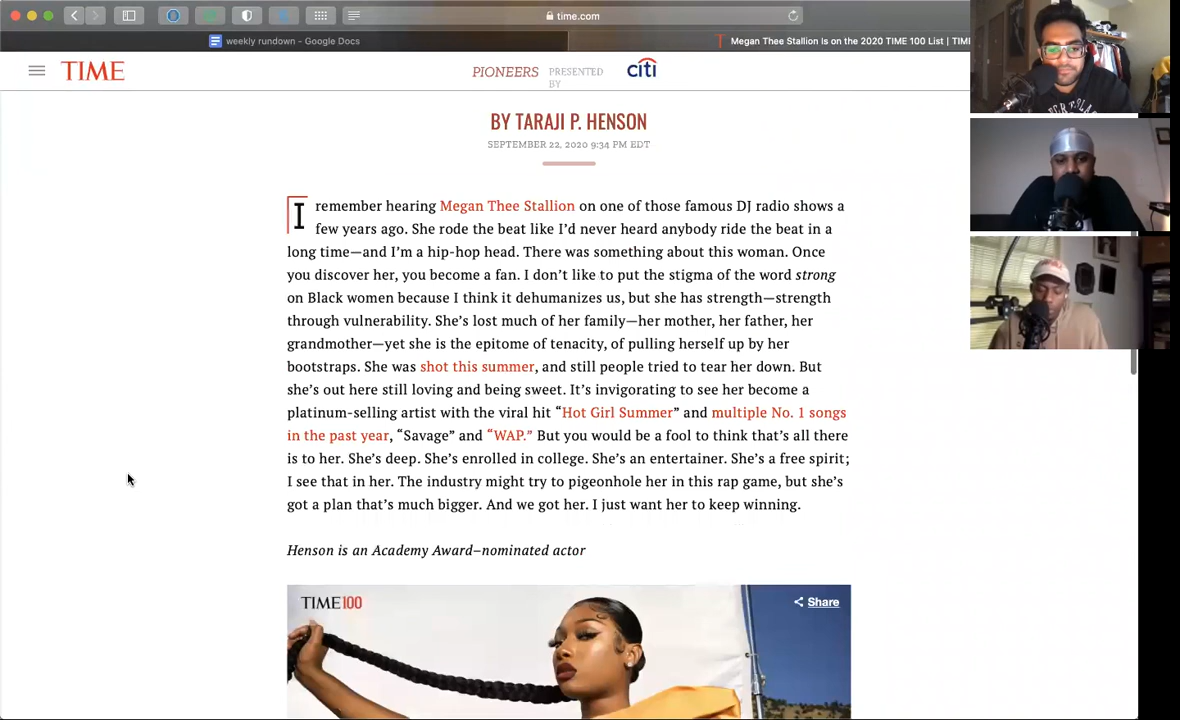 time.com
weekly rundown - Google Docs
Megan Thee Stallion Is on the 2020 TIME 100 List | TIM
TIME
PIONEERS
PRESENTED
BY
citi
BY TARAJI P. HENSON
SEPTEMBER 22, 2020 9:34 PM EDT
I remember hearing Megan Thee Stallion on one of those famous DJ radio shows a
few years ago. She rode the beat like I’d never heard anybody ride the beat in a
long time—and I’m a hip-hop head. There was something about this woman. Once
you discover her, you become a fan. I don’t like to put the stigma of the word strong
on Black women because I think it dehumanizes us, but she has strength—strength
through vulnerability. She’s lost much of her family—her mother, her father, her
grandmother—yet she is the epitome of tenacity, of pulling herself up by her
bootstraps. She was shot this summer, and still people tried to tear her down. But
she’s out here still loving and being sweet. It’s invigorating to see her become a
platinum-selling artist with the viral hit “Hot Girl Summer” and multiple No. 1 songs
in the past year, “Savage” and “WAP.” But you would be a fool to think that’s all there
is to her. She’s deep. She’s enrolled in college. She’s an entertainer. She’s a free spirit;
I see that in her. The industry might try to pigeonhole her in this rap game, but she’s
got a plan that’s much bigger. And we got her. I just want her to keep winning.
Henson is an Academy Award–nominated actor
TIME100
Share